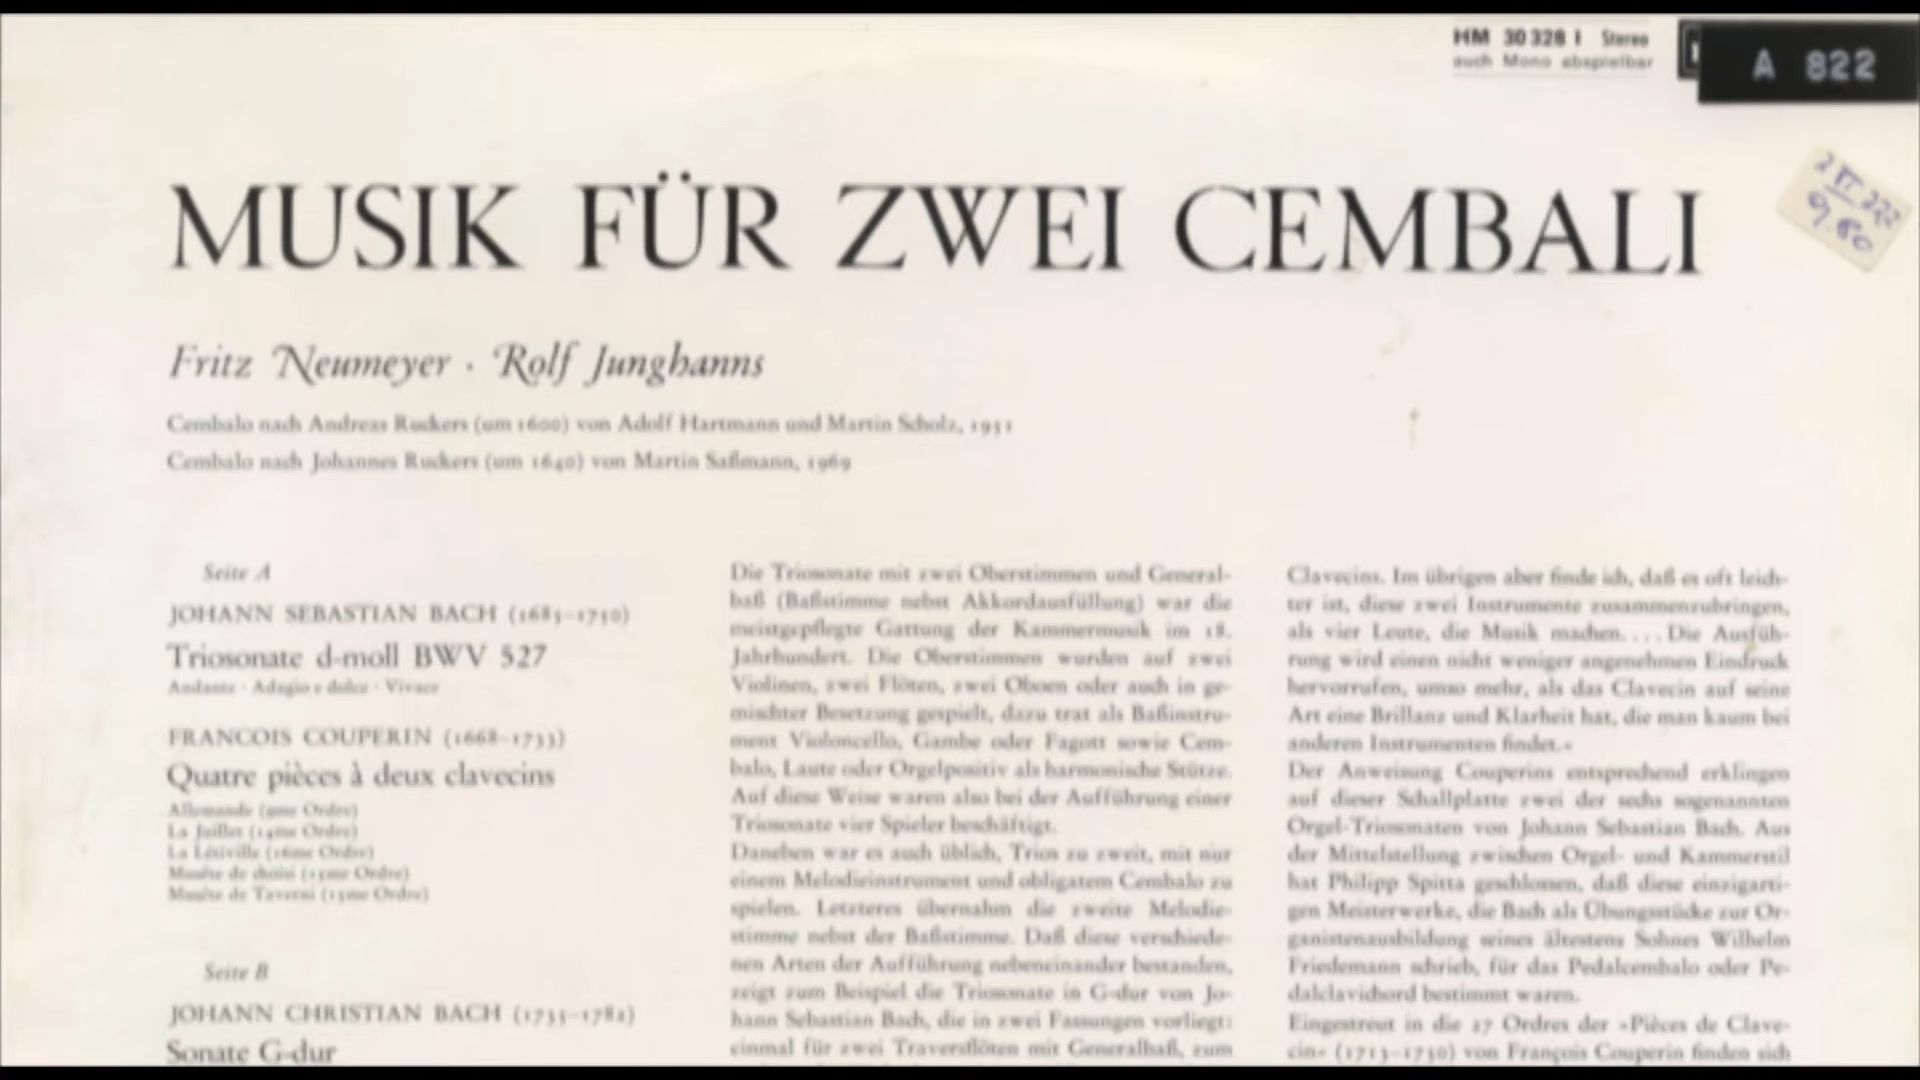 HM 30 328 I Stereo
auch Mono abspielbar
A 822
9.80
MUSIK FÜR ZWEI CEMBALI
Fritz Neumeyer · Rolf Junghanns
Cembalo nach Andreas Ruckers (um 1600) von Adolf Hartmann und Martin Scholz, 1951
Cembalo nach Johannes Ruckers (um 1640) von Martin Saßmann, 1969
Seite A
JOHANN SEBASTIAN BACH (1685–1750)
Triosonate d-moll BWV 527
Andante · Adagio e dolce · Vivace
FRANCOIS COUPERIN (1668–1733)
Quatre pièces à deux clavecins
Allemande (9me Ordre)
La Juillet (14me Ordre)
La Létiville (16me Ordre)
Musète de choisi (15me Ordre)
Musète de Taverni (15me Ordre)
Seite B
JOHANN CHRISTIAN BACH (1735–1782)
Sonate G-dur
Die Triosonate mit zwei Oberstimmen und General-
baß (Baßstimme nebst Akkordausfüllung) war die
meistgepflegte Gattung der Kammermusik im 18.
Jahrhundert. Die Oberstimmen wurden auf zwei
Violinen, zwei Flöten, zwei Oboen oder auch in ge-
mischter Besetzung gespielt, dazu trat als Baßinstru-
ment Violoncello, Gambe oder Fagott sowie Cem-
balo, Laute oder Orgelpositiv als harmonische Stütze.
Auf diese Weise waren also bei der Aufführung einer
Triosonate vier Spieler beschäftigt.
Daneben war es auch üblich, Trios zu zweit, mit nur
einem Melodieinstrument und obligatem Cembalo zu
spielen. Letzteres übernahm die zweite Melodie-
stimme nebst der Baßstimme. Daß diese verschiede-
nen Arten der Aufführung nebeneinander bestanden,
zeigt zum Beispiel die Triosonate in G-dur von Jo-
hann Sebastian Bach, die in zwei Fassungen vorliegt:
einmal für zwei Traversflöten mit Generalbaß, zum
Clavecins. Im übrigen aber finde ich, daß es oft leich-
ter ist, diese zwei Instrumente zusammenzubringen,
als vier Leute, die Musik machen. . . . Die Ausfüh-
rung wird einen nicht weniger angenehmen Eindruck
hervorrufen, umso mehr, als das Clavecin auf seine
Art eine Brillanz und Klarheit hat, die man kaum bei
anderen Instrumenten findet.«
Der Anweisung Couperins entsprechend erklingen
auf dieser Schallplatte zwei der sechs sogenannten
Orgel-Triosonaten von Johann Sebastian Bach. Aus
der Mittelstellung zwischen Orgel- und Kammerstil
hat Philipp Spitta geschlossen, daß diese einzigarti-
gen Meisterwerke, die Bach als Übungsstücke zur Or-
ganistenausbildung seines ältesten Sohnes Wilhelm
Friedemann schrieb, für das Pedalcembalo oder Pe-
dalclavichord bestimmt waren.
Eingestreut in die 27 Ordres der »Pièces de Clave-
cin« (1713–1730) von François Couperin finden sich